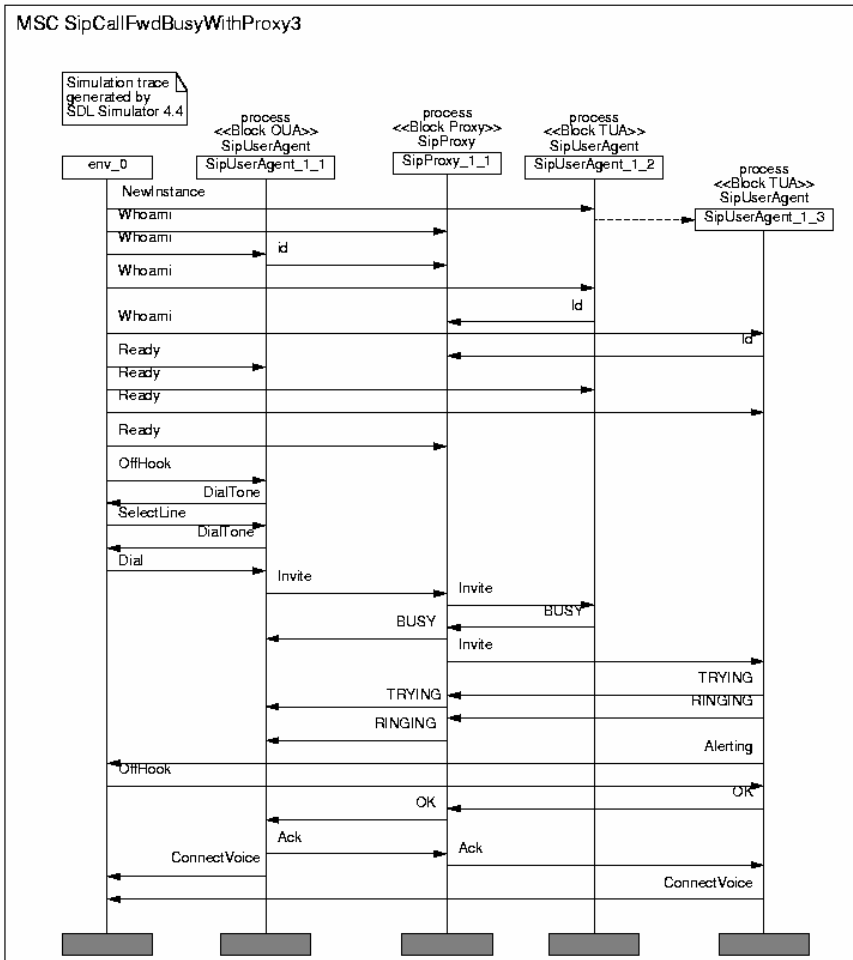 MSC SipCallFwdBusyWithProxy3
Simulation trace
generated by
SDL Simulator 4.4
process
<<Block OUA>>
SipUserAgent
process
<<Block Proxy>>
SipProxy
process
<<Block TUA>>
SipUserAgent
process
<<Block TUA>>
SipUserAgent
env_0
SipUserAgent_1_1
SipProxy_1_1
SipUserAgent_1_2
SipUserAgent_1_3
NewInstance
Whoami
Whoami
id
Whoami
Id
Whoami
Id
Ready
Ready
Ready
Ready
OffHook
DialTone
SelectLine
DialTone
Dial
Invite
Invite
BUSY
BUSY
Invite
TRYING
TRYING
RINGING
RINGING
Alerting
OffHook
OK
OK
Ack
Ack
ConnectVoice
ConnectVoice